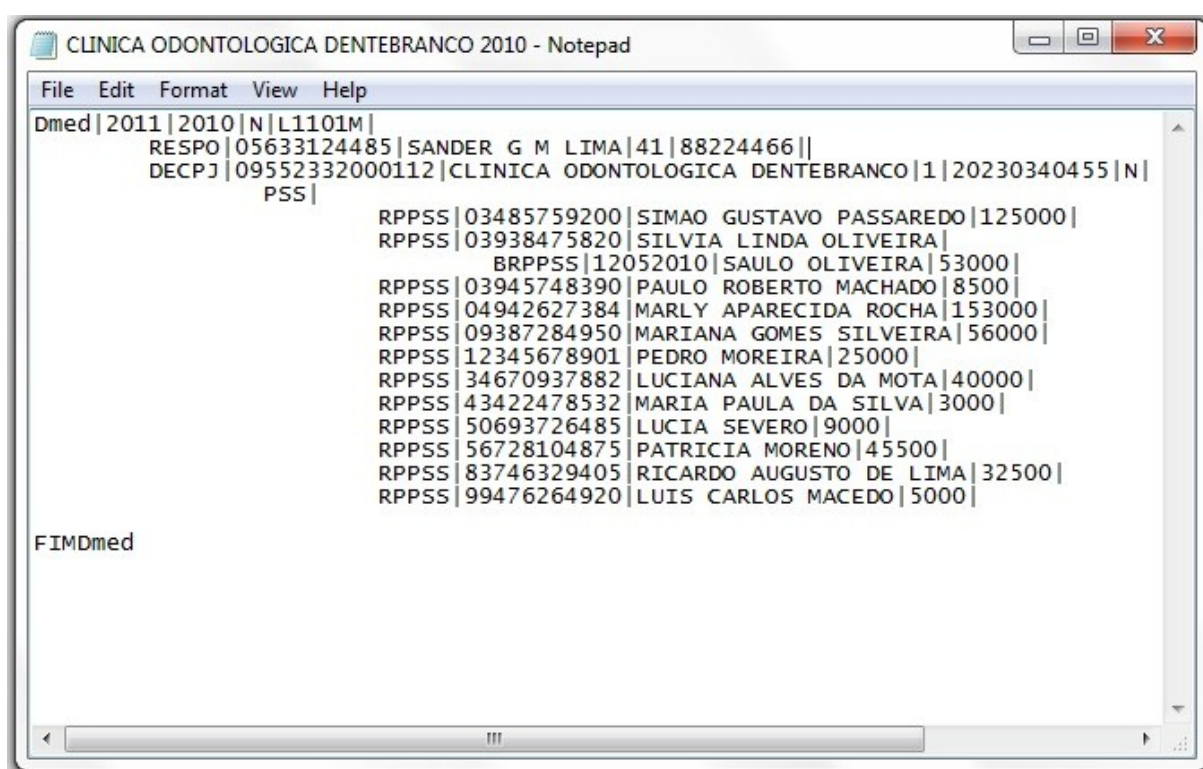 CLINICA ODONTOLOGICA DENTEBRANCO 2010 - Notepad
File Edit Format View Help
Dmed|2011|2010|N|L1101M|
RESPO|05633124485|SANDER G M LIMA|41|88224466||
DECPJ|09552332000112|CLINICA ODONTOLOGICA DENTEBRANCO|1|20230340455|N|
PSS|
RPPSS|03485759200|SIMAO GUSTAVO PASSAREDO|125000|
RPPSS|03938475820|SILVIA LINDA OLIVEIRA|
BRPPSS|12052010|SAULO OLIVEIRA|53000|
RPPSS|03945748390|PAULO ROBERTO MACHADO|8500|
RPPSS|04942627384|MARLY APARECIDA ROCHA|153000|
RPPSS|09387284950|MARIANA GOMES SILVEIRA|56000|
RPPSS|12345678901|PEDRO MOREIRA|25000|
RPPSS|34670937882|LUCIANA ALVES DA MOTA|40000|
RPPSS|43422478532|MARIA PAULA DA SILVA|3000|
RPPSS|50693726485|LUCIA SEVERO|9000|
RPPSS|56728104875|PATRICIA MORENO|45500|
RPPSS|83746329405|RICARDO AUGUSTO DE LIMA|32500|
RPPSS|99476264920|LUIS CARLOS MACEDO|5000|
FIMDmed